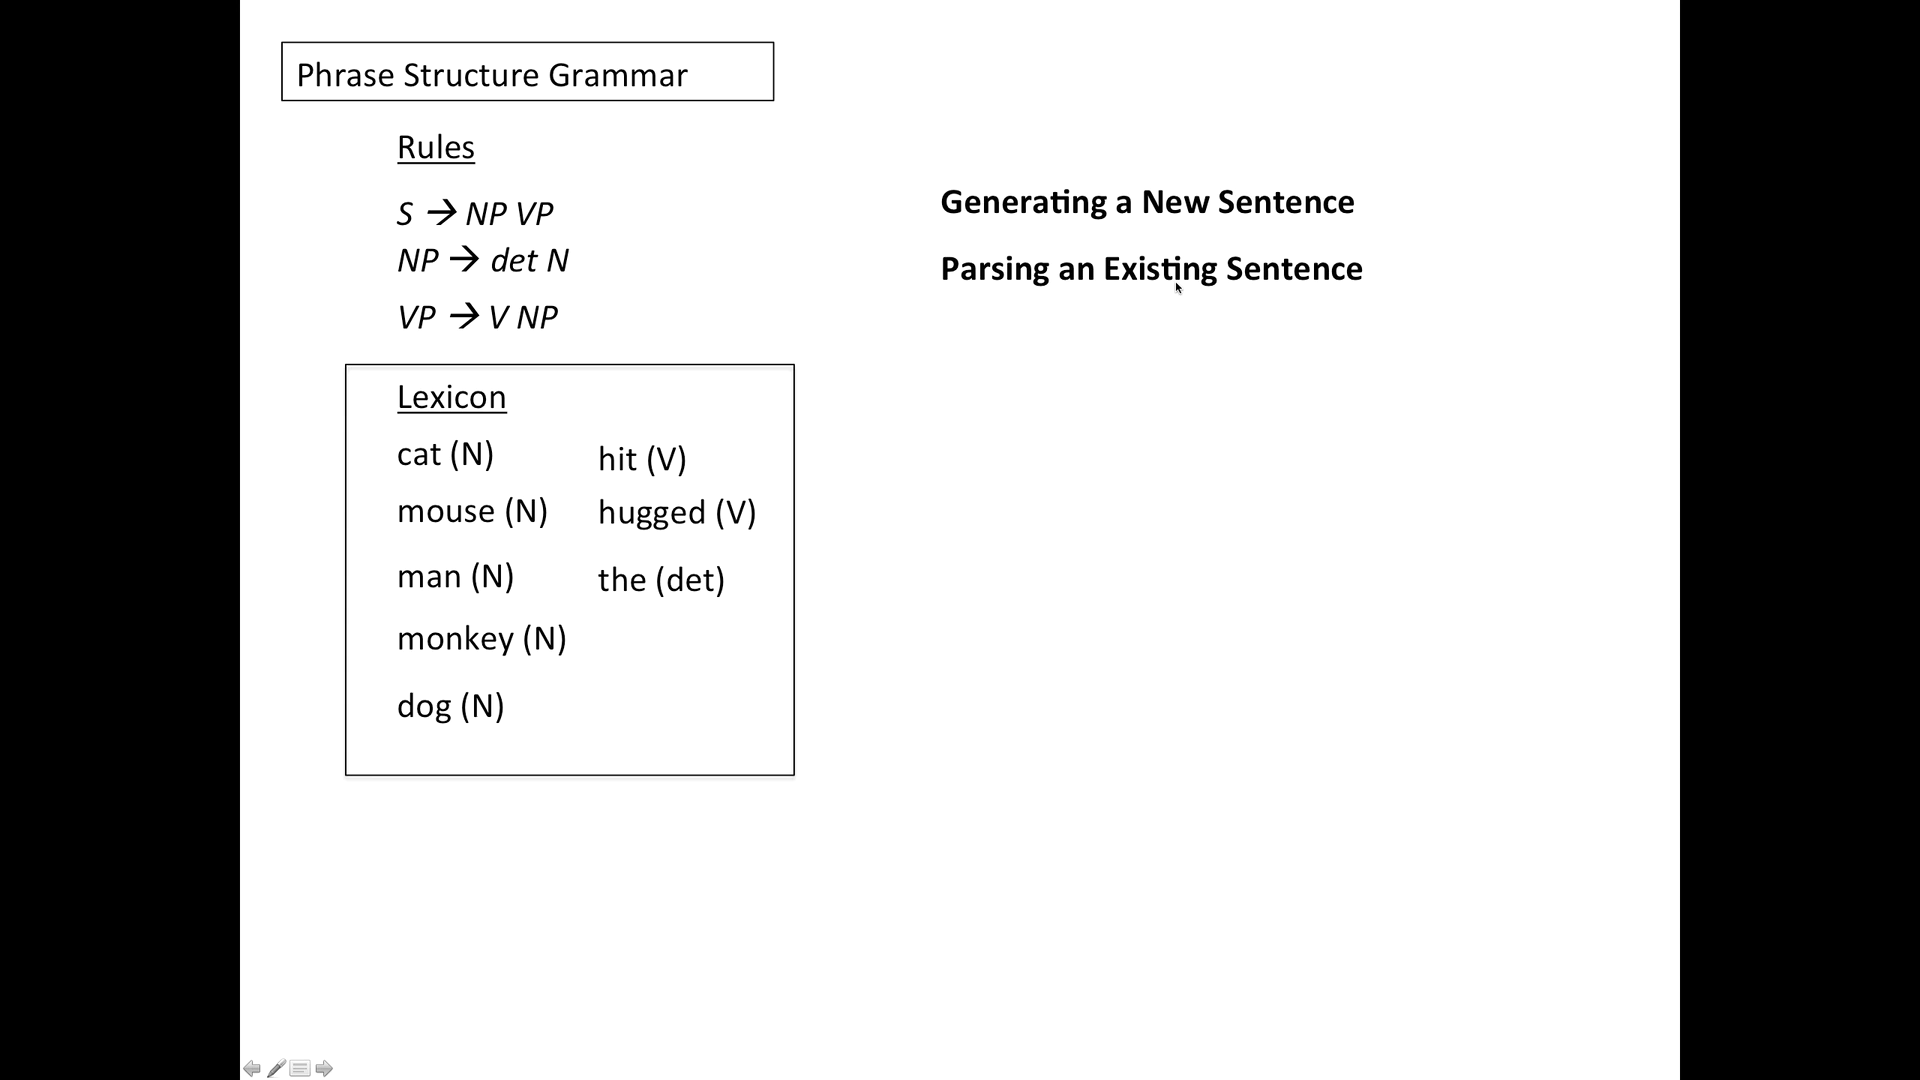 Phrase Structure Grammar
Rules
S → NP VP
NP → det N
VP → V NP
Lexicon
cat (N)
mouse (N)
man (N)
monkey (N)
dog (N)
hit (V)
hugged (V)
the (det)
Generating a New Sentence
Parsing an Existing Sentence